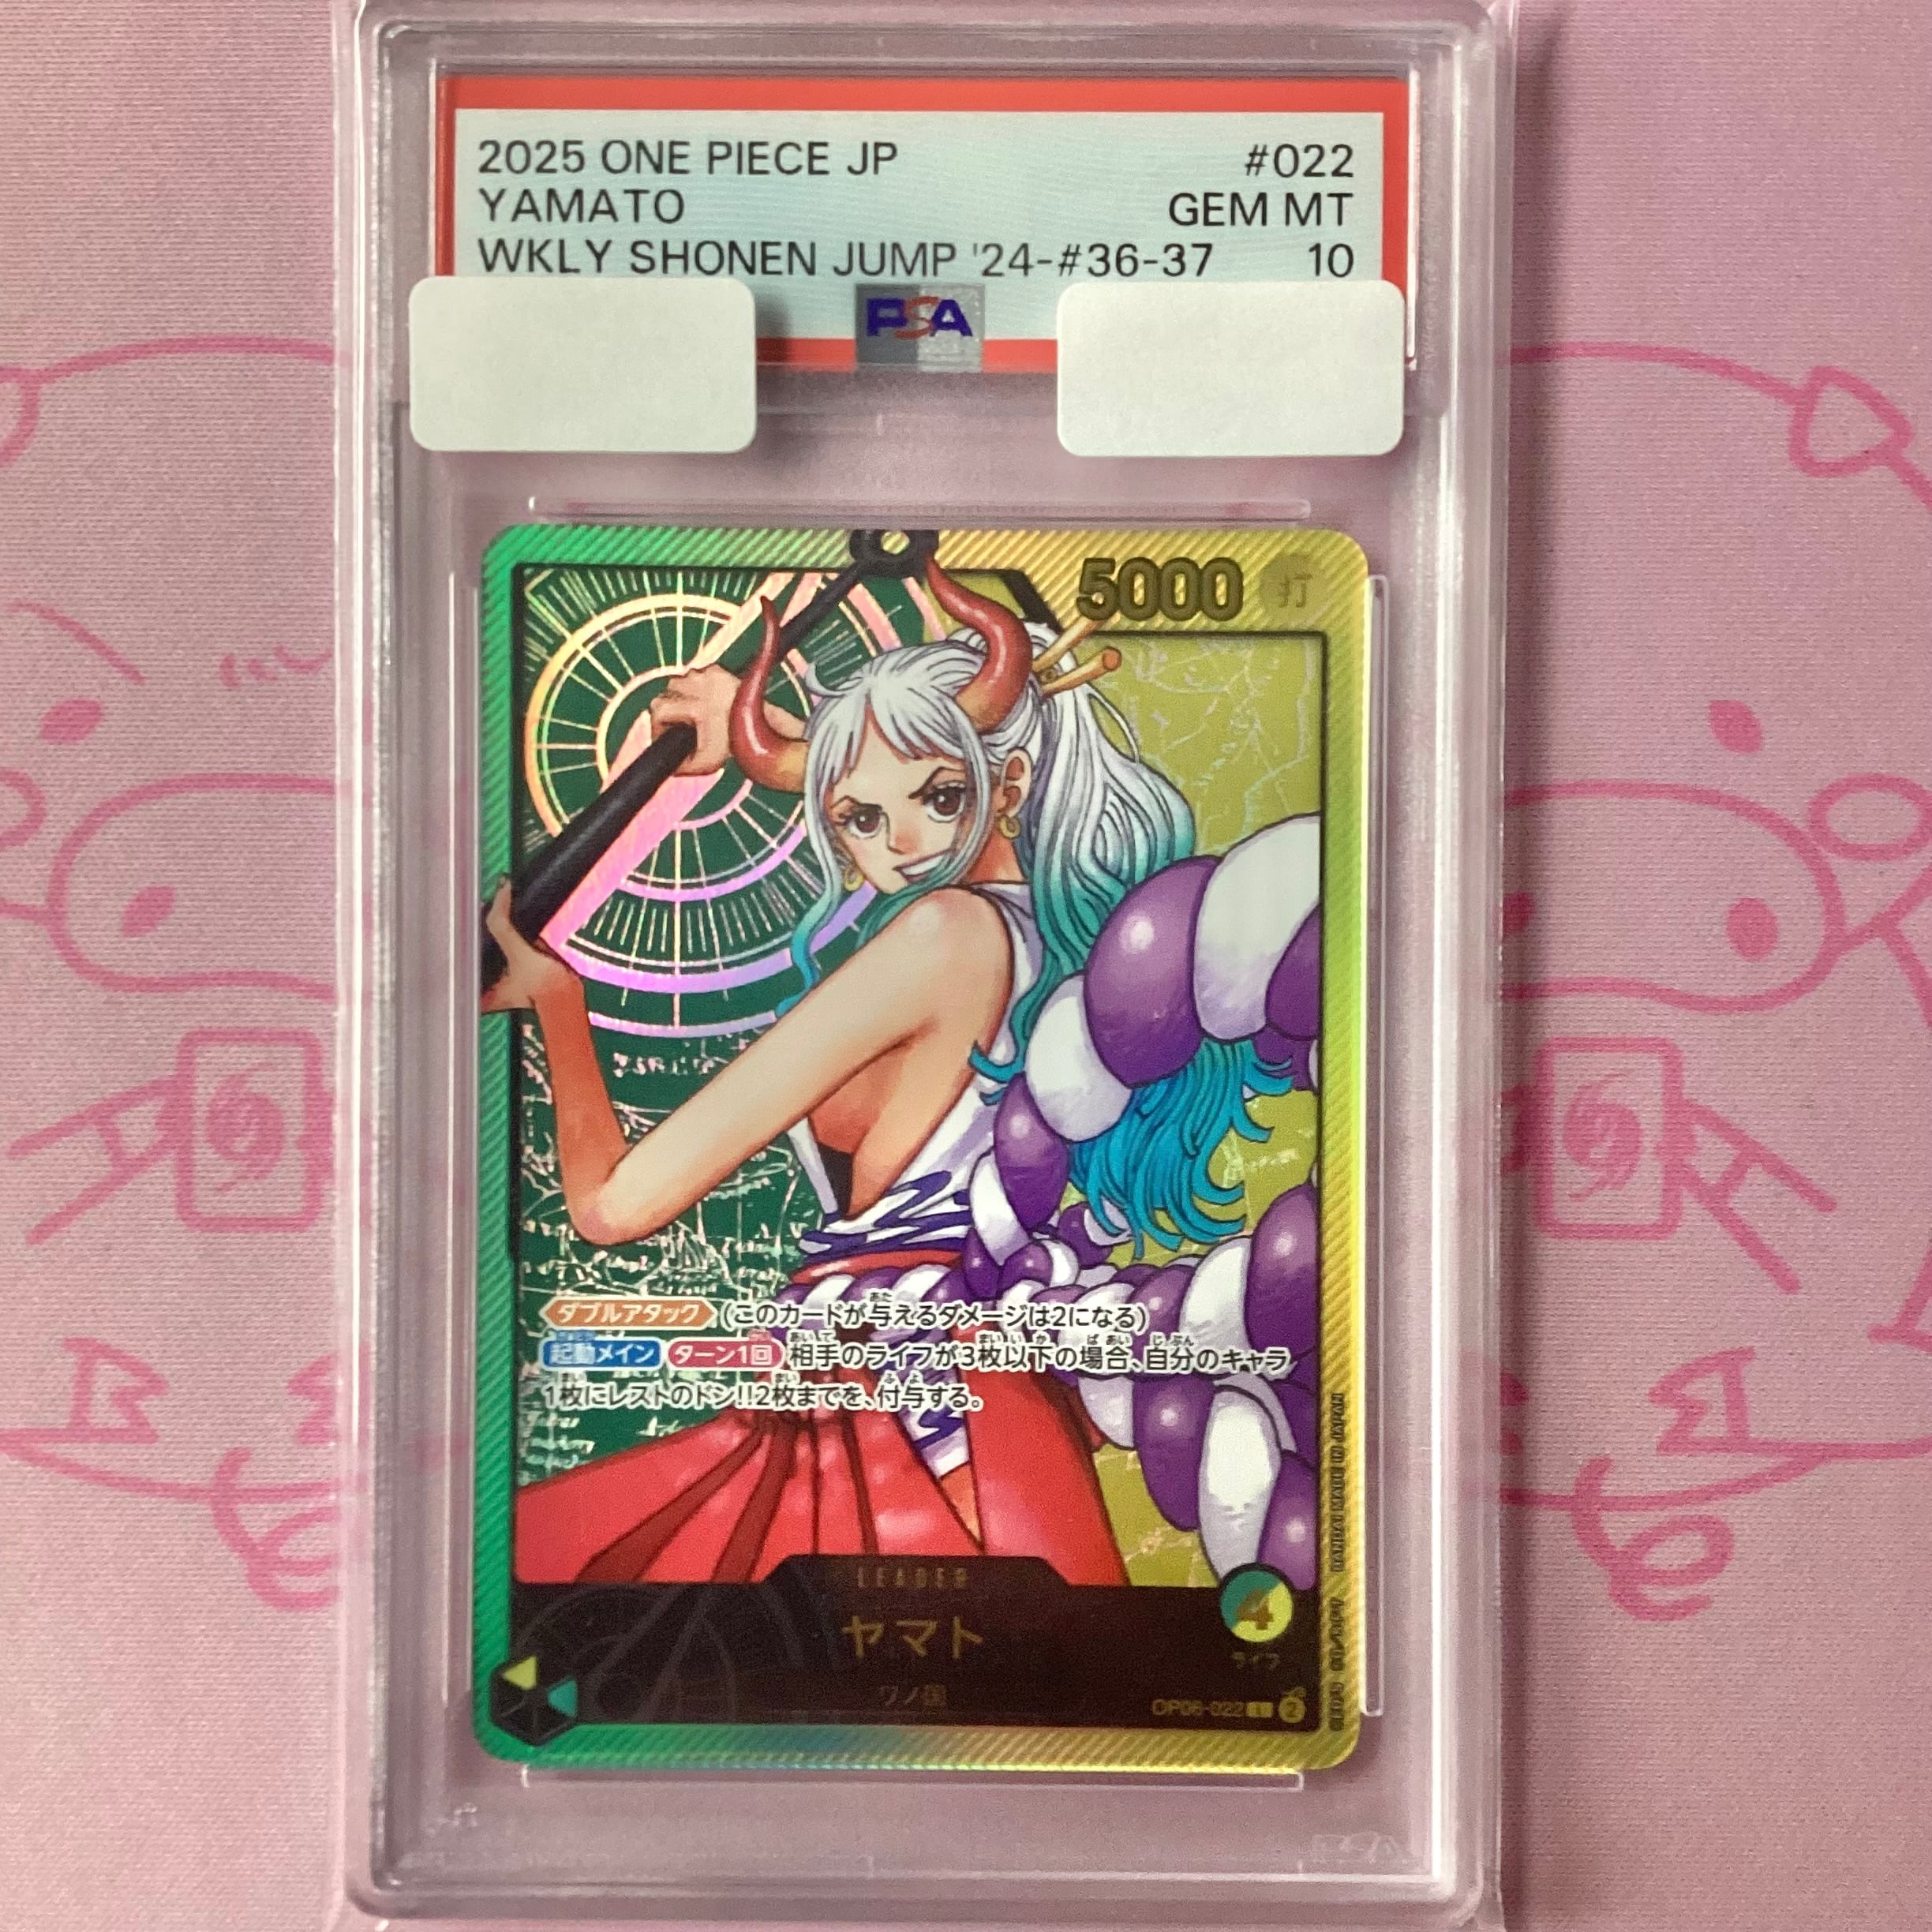 2025 ONE PIECE JP #022
YAMATO GEM MT
WKLY SHONEN JUMP '24-#36-37 10
PSA
5000 打
ダブルアタック (このカードが与えるダメージは2になる)
起動メイン ターン1回 相手のライフが3枚以下の場合、自分のキャラ
1枚にレストのドン!!2枚までを、付与する。
LEADER
ヤマト
4
ライフ
ワノ国
OP06-022 L 2
BANDAI MADE IN JAPAN